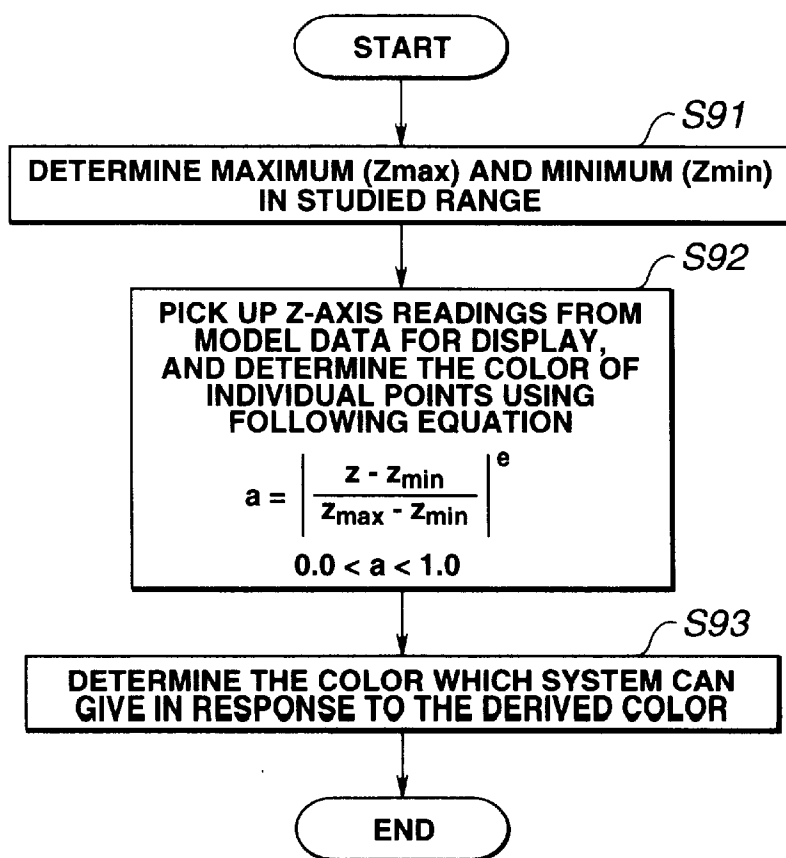 START
S91
DETERMINE MAXIMUM (Zmax) AND MINIMUM (Zmin)
IN STUDIED RANGE
S92
PICK UP Z-AXIS READINGS FROM
MODEL DATA FOR DISPLAY,
AND DETERMINE THE COLOR OF
INDIVIDUAL POINTS USING
FOLLOWING EQUATION
a = | (z - zmin) / (zmax - zmin) |^e
0.0 < a < 1.0
S93
DETERMINE THE COLOR WHICH SYSTEM CAN
GIVE IN RESPONSE TO THE DERIVED COLOR
END